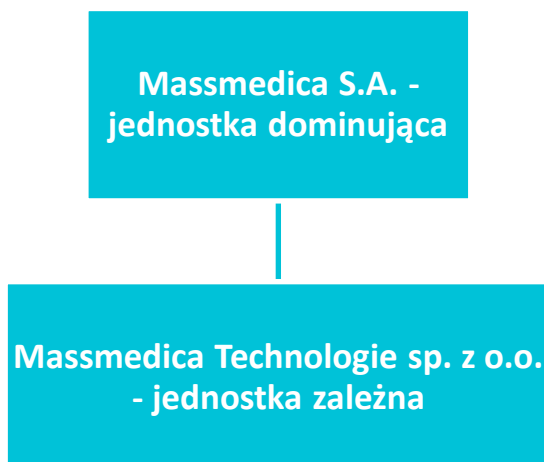 Massmedica S.A. -
jednostka dominująca
Massmedica Technologie sp. z o.o.
- jednostka zależna